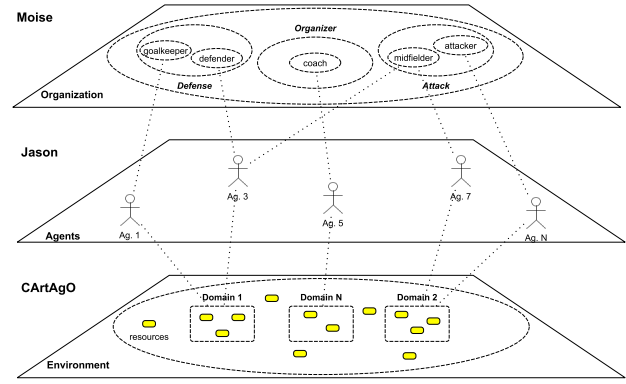 Moise
Organizer
goalkeeper
defender
coach
midfielder
attacker
Defense
Attack
Organization
Jason
Ag. 1
Ag. 3
Ag. 5
Ag. 7
Ag. N
Agents
CArtAgO
Domain 1
Domain N
Domain 2
resources
Environment